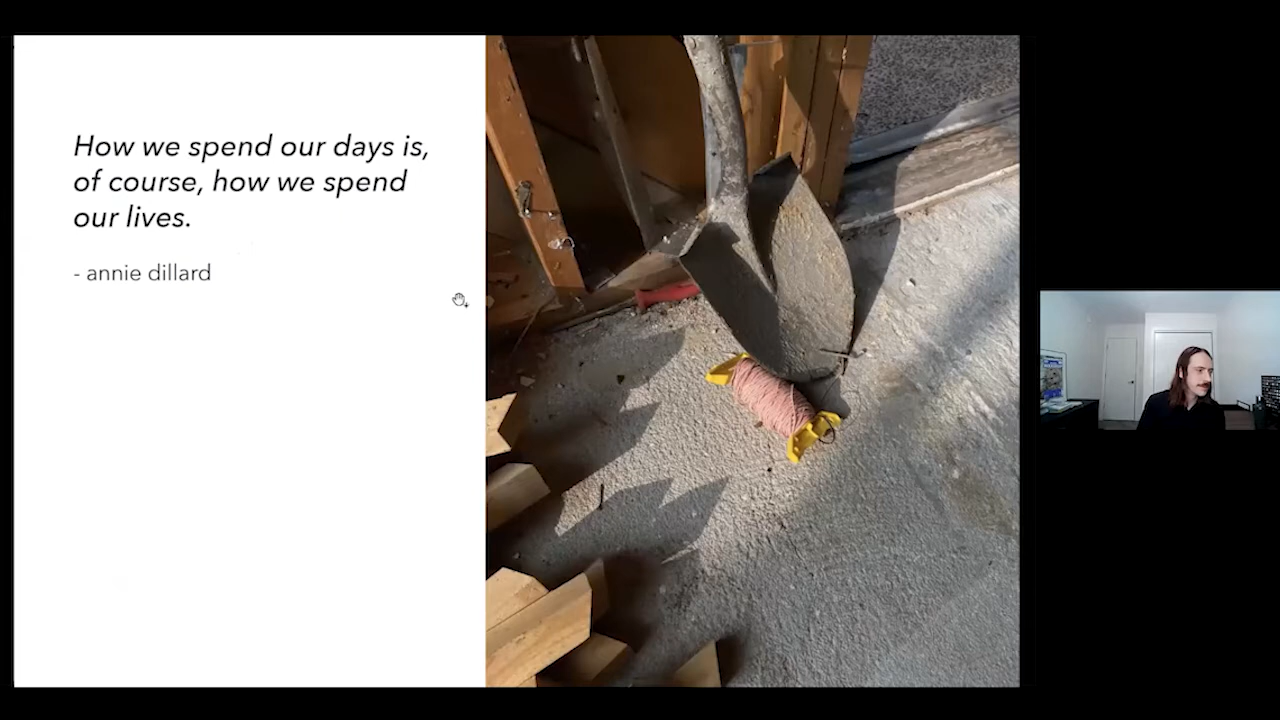 How we spend our days is,
of course, how we spend
our lives.
- annie dillard